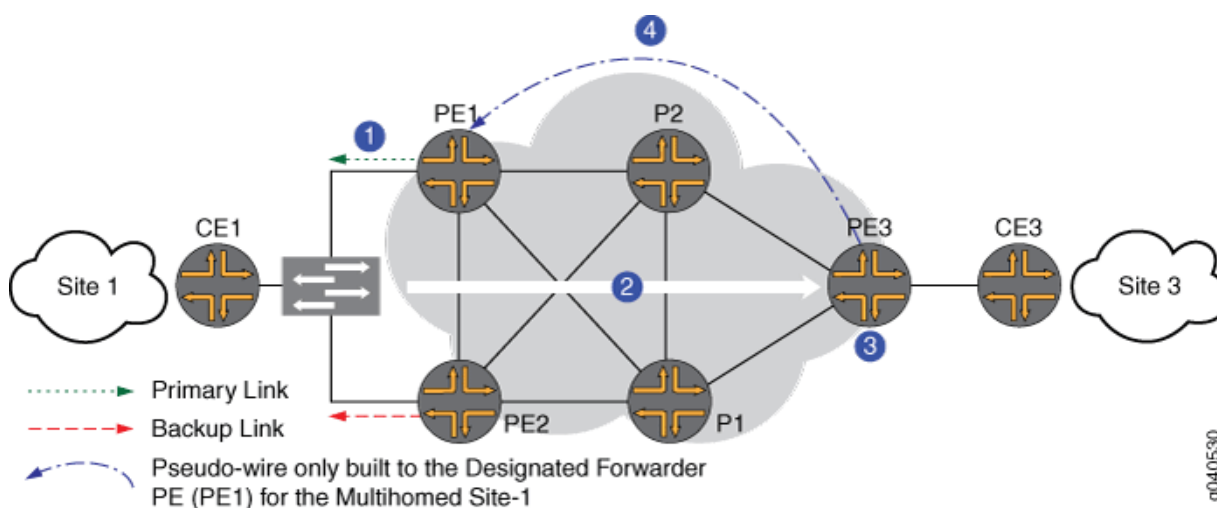 4
PE1
P2
1
CE1
PE3
CE3
Site 1
2
Site 3
3
Primary Link
PE2
P1
Backup Link
Pseudo-wire only built to the Designated Forwarder
PE (PE1) for the Multihomed Site-1
g040530